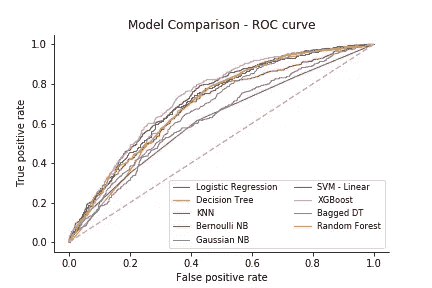 Model Comparison - ROC curve
1.0
0.8
0.6
0.4
0.2
0.0
True positive rate
Logistic Regression
Decision Tree
KNN
Bernoulli NB
Gaussian NB
SVM - Linear
XGBoost
Bagged DT
Random Forest
0.0 0.2 0.4 0.6 0.8 1.0
False positive rate